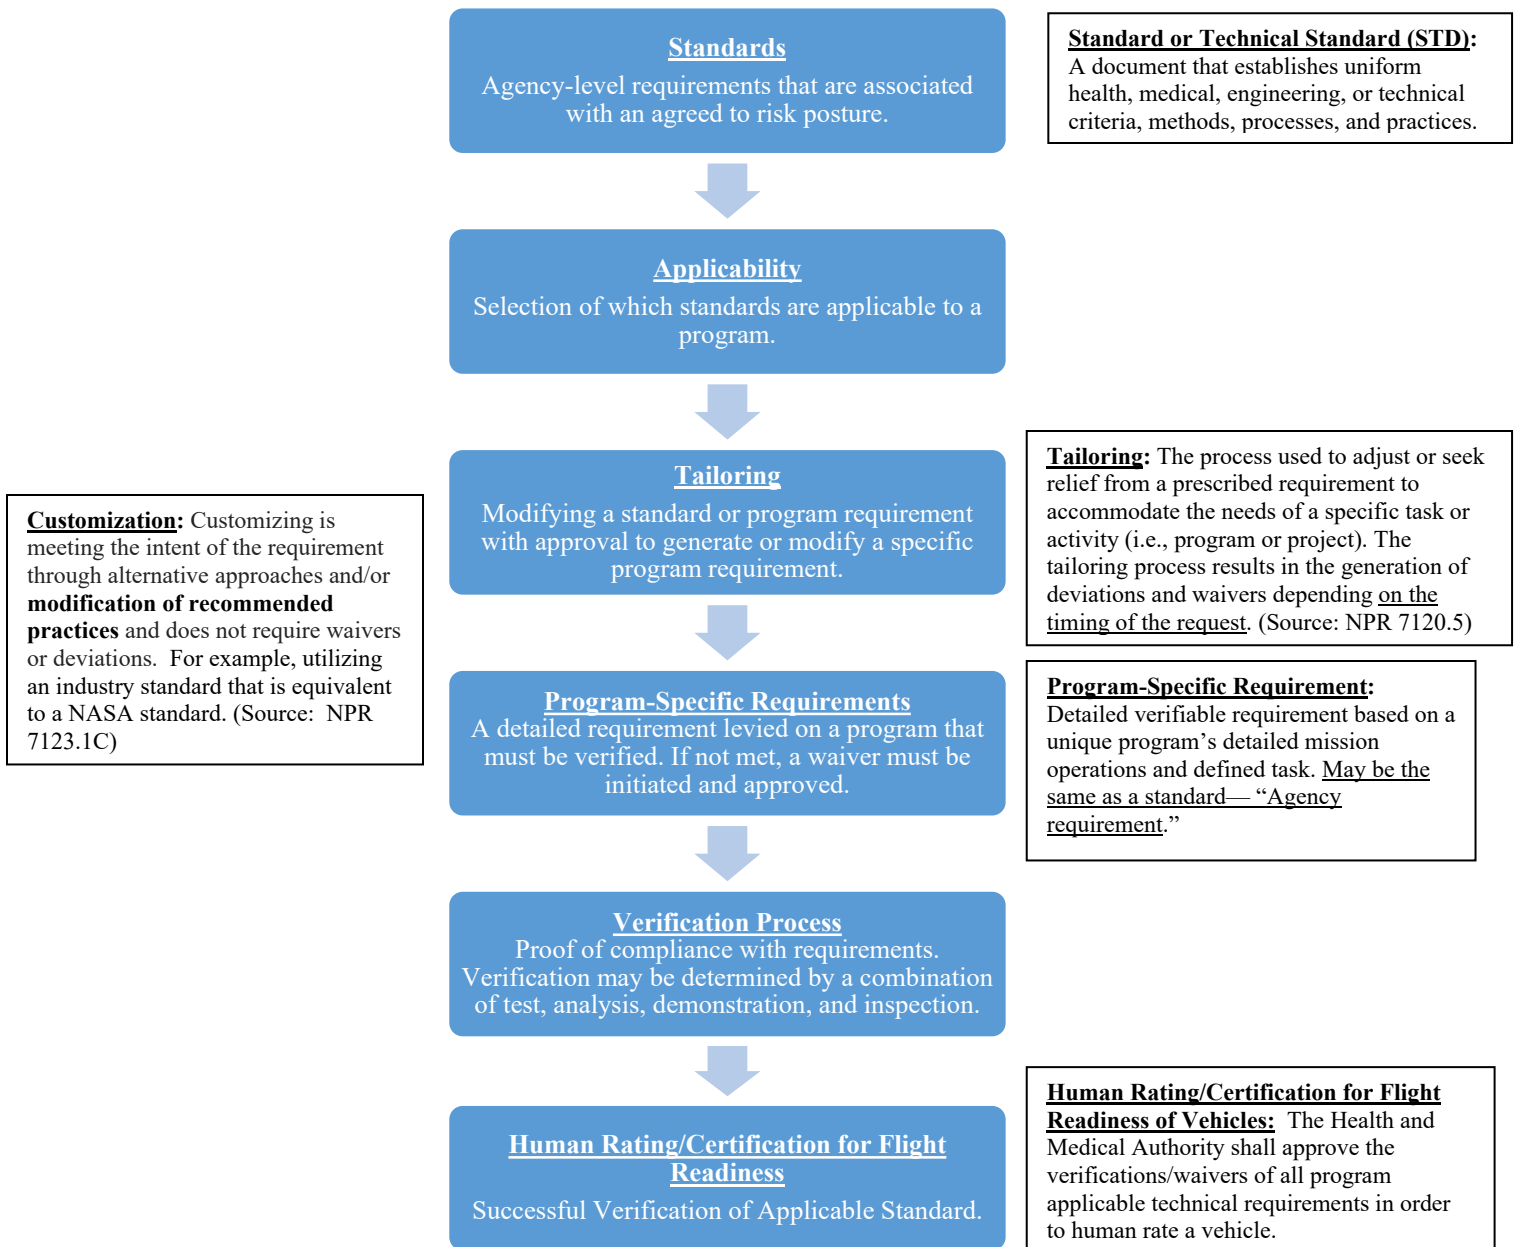 Standards
Agency-level requirements that are associated
with an agreed to risk posture.
Standard or Technical Standard (STD):
A document that establishes uniform
health, medical, engineering, or technical
criteria, methods, processes, and practices.
Applicability
Selection of which standards are applicable to a
program.
Tailoring
Modifying a standard or program requirement
with approval to generate or modify a specific
program requirement.
Tailoring: The process used to adjust or seek
relief from a prescribed requirement to
accommodate the needs of a specific task or
activity (i.e., program or project). The
tailoring process results in the generation of
deviations and waivers depending on the
timing of the request. (Source: NPR 7120.5)
Customization: Customizing is
meeting the intent of the requirement
through alternative approaches and/or
modification of recommended
practices and does not require waivers
or deviations.  For example, utilizing
an industry standard that is equivalent
to a NASA standard. (Source:  NPR
7123.1C)
Program-Specific Requirements
A detailed requirement levied on a program that
must be verified. If not met, a waiver must be
initiated and approved.
Program-Specific Requirement:
Detailed verifiable requirement based on a
unique program’s detailed mission
operations and defined task. May be the
same as a standard— “Agency
requirement.”
Verification Process
Proof of compliance with requirements.
Verification may be determined by a combination
of test, analysis, demonstration, and inspection.
Human Rating/Certification for Flight
Readiness
Successful Verification of Applicable Standard.
Human Rating/Certification for Flight
Readiness of Vehicles:  The Health and
Medical Authority shall approve the
verifications/waivers of all program
applicable technical requirements in order
to human rate a vehicle.